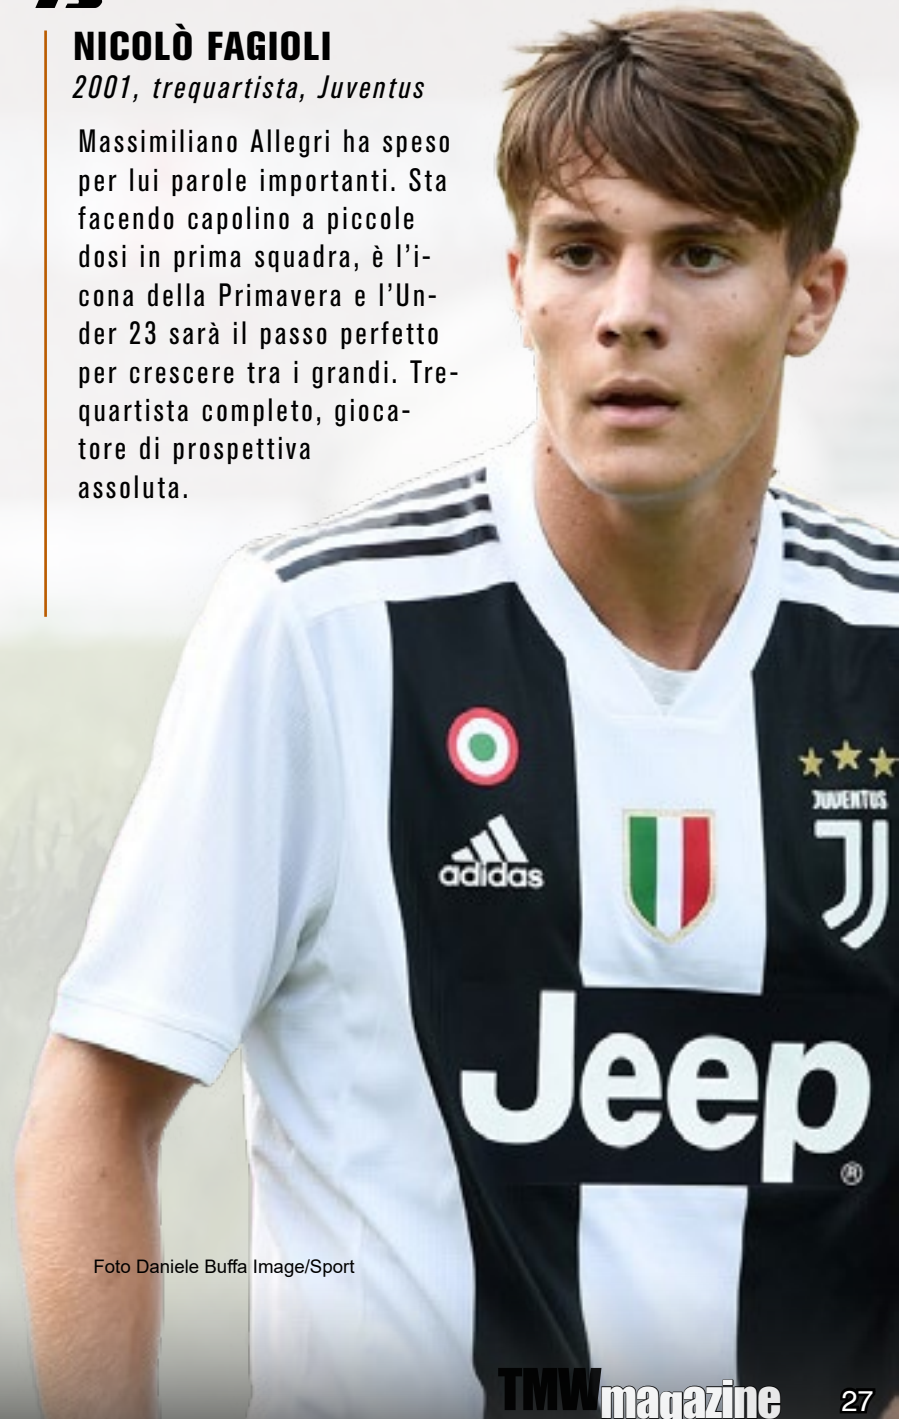 NICOLÒ FAGIOLI
2001, trequartista, Juventus
Massimiliano Allegri ha speso
per lui parole importanti. Sta
facendo capolino a piccole
dosi in prima squadra, è l'i-
cona della Primavera e l'Un-
der 23 sarà il passo perfetto
per crescere tra i grandi. Tre-
quartista completo, gioca-
tore di prospettiva
assoluta.
JUVENTUS
adidas
Jeep
®
Foto Daniele Buffa Image/Sport
TMWmagazine 27